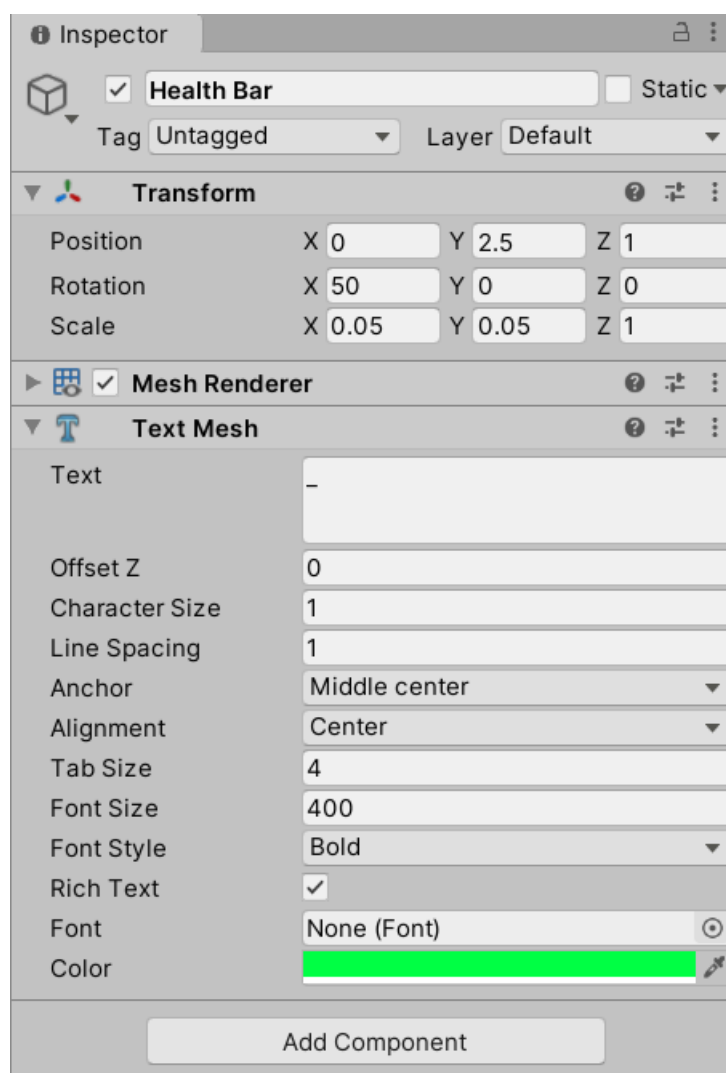 Inspector
Health Bar Static
Tag Untagged Layer Default
Transform
Position X 0 Y 2.5 Z 1
Rotation X 50 Y 0 Z 0
Scale X 0.05 Y 0.05 Z 1
Mesh Renderer
Text Mesh
Text _
Offset Z 0
Character Size 1
Line Spacing 1
Anchor Middle center
Alignment Center
Tab Size 4
Font Size 400
Font Style Bold
Rich Text
Font None (Font)
Color
Add Component